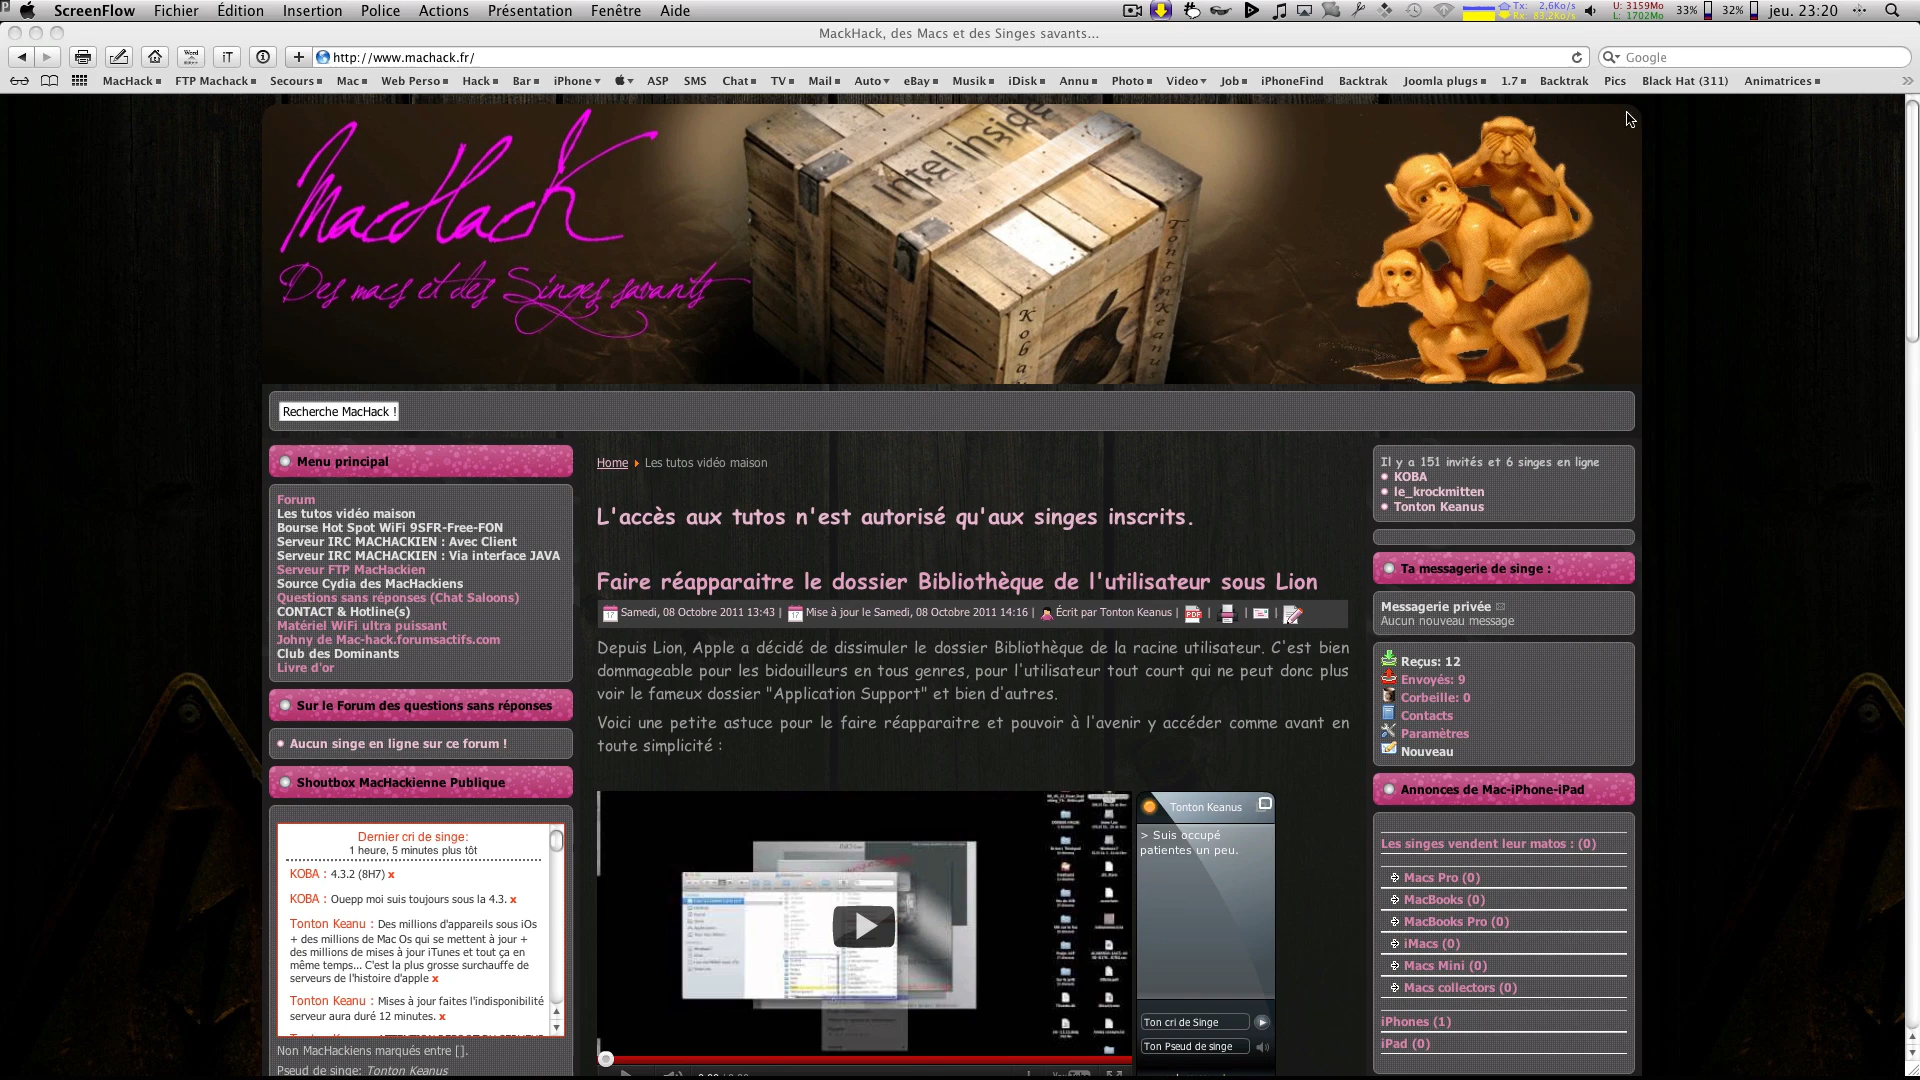 ScreenFlow Fichier Édition Insertion Police Actions Présentation Fenêtre Aide
Tx: 2,6Ko/s Rx: 83,2Ko/s U: 3159Mo L: 1702Mo 33% 32% jeu. 23:20
MackHack, des Macs et des Singes savants...
http://www.machack.fr/ Google
MacHack FTP Machack Secours Mac Web Perso Hack Bar iPhone ASP SMS Chat TV Mail Auto eBay Musik iDisk Annu Photo Video Job iPhoneFind Backtrak Joomla plugs 1.7 Backtrak Pics Black Hat (311) Animatrices
MacHack
Des macs et des Singes savants
Intel inside
Koba
TontonKeanu
Recherche MacHack !
Menu principal
Forum
Les tutos vidéo maison
Bourse Hot Spot WiFi 9SFR-Free-FON
Serveur IRC MACHACKIEN : Avec Client
Serveur IRC MACHACKIEN : Via interface JAVA
Serveur FTP MacHackien
Source Cydia des MacHackiens
Questions sans réponses (Chat Saloons)
CONTACT & Hotline(s)
Matériel WiFi ultra puissant
Johny de Mac-hack.forumsactifs.com
Club des Dominants
Livre d'or
Sur le Forum des questions sans réponses
Aucun singe en ligne sur ce forum !
Shoutbox MacHackienne Publique
Dernier cri de singe:
1 heure, 5 minutes plus tôt
KOBA : 4.3.2 (8H7) x
KOBA : Ouepp moi suis toujours sous la 4.3. x
Tonton Keanu : Des millions d'appareils sous iOs
+ des millions de Mac Os qui se mettent à jour +
des millions de mises à jour iTunes et tout ça en
même temps... C'est la plus grosse surchauffe de
serveurs de l'histoire d'apple x
Tonton Keanu : Mises à jour faites l'indisponibilité
serveur aura duré 12 minutes. x
Non MacHackiens marqués entre [].
Pseud de singe: Tonton Keanus
Home Les tutos vidéo maison
L'accès aux tutos n'est autorisé qu'aux singes inscrits.
Faire réapparaitre le dossier Bibliothèque de l'utilisateur sous Lion
Samedi, 08 Octobre 2011 13:43 | Mise à jour le Samedi, 08 Octobre 2011 14:16 | Écrit par Tonton Keanus | PDF | | |
Depuis Lion, Apple a décidé de dissimuler le dossier Bibliothèque de la racine utilisateur. C'est bien
dommageable pour les bidouilleurs en tous genres, pour l'utilisateur tout court qui ne peut donc plus
voir le fameux dossier "Application Support" et bien d'autres.
Voici une petite astuce pour le faire réapparaitre et pouvoir à l'avenir y accéder comme avant en
toute simplicité :
Tonton Keanus
> Suis occupé
patientes un peu.
Ton cri de Singe
Ton Pseud de singe
Il y a 151 invités et 6 singes en ligne
KOBA
le_krockmitten
Tonton Keanus
Ta messagerie de singe :
Messagerie privée
Aucun nouveau message
Reçus: 12
Envoyés: 9
Corbeille: 0
Contacts
Paramètres
Nouveau
Annonces de Mac-iPhone-iPad
Les singes vendent leur matos : (0)
Macs Pro (0)
MacBooks (0)
MacBooks Pro (0)
iMacs (0)
Macs Mini (0)
Macs collectors (0)
iPhones (1)
iPad (0)